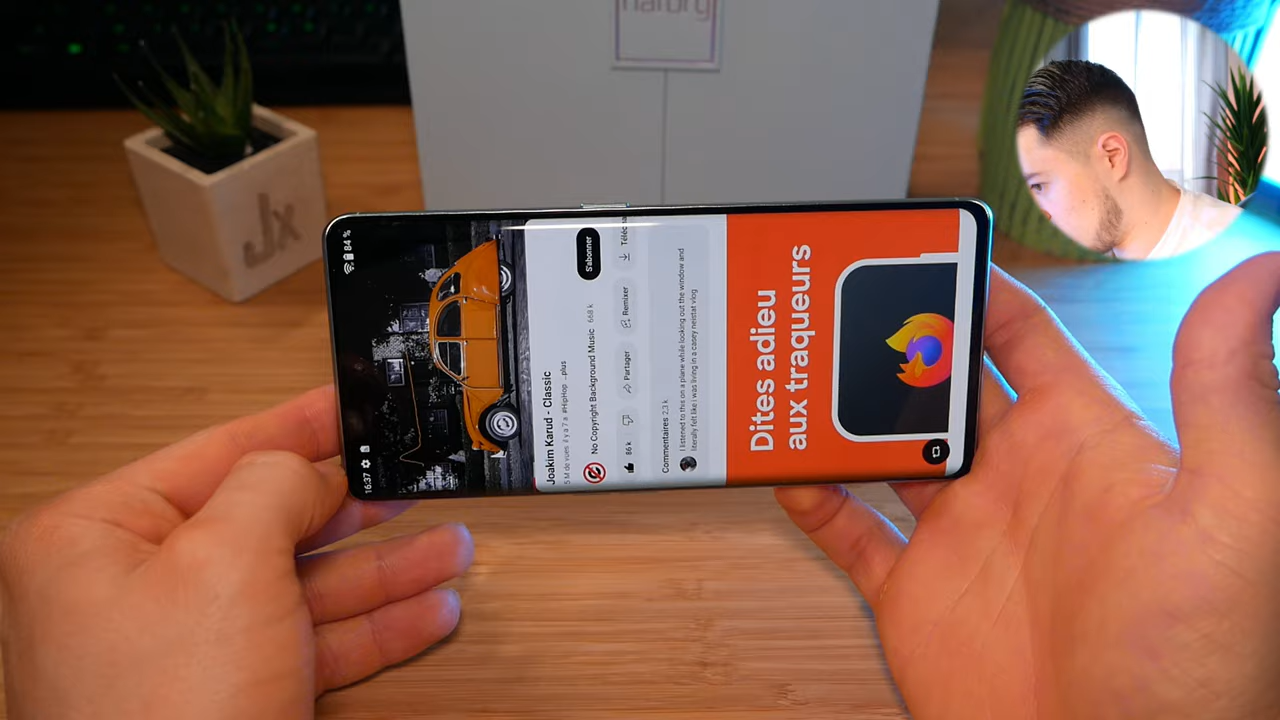 Jx
16:37
84 %
Joakim Karud - Classic
5 M de vues il y a 7 a #HipHop ...plus
No Copyright Background Music 668 k
S'abonner
86 k
Partager
Remixer
Commentaires 2,3 k
I listened to this on a plane while looking out the window and
literally felt like i was living in a casey neistat vlog
Dites adieu
aux traqueurs